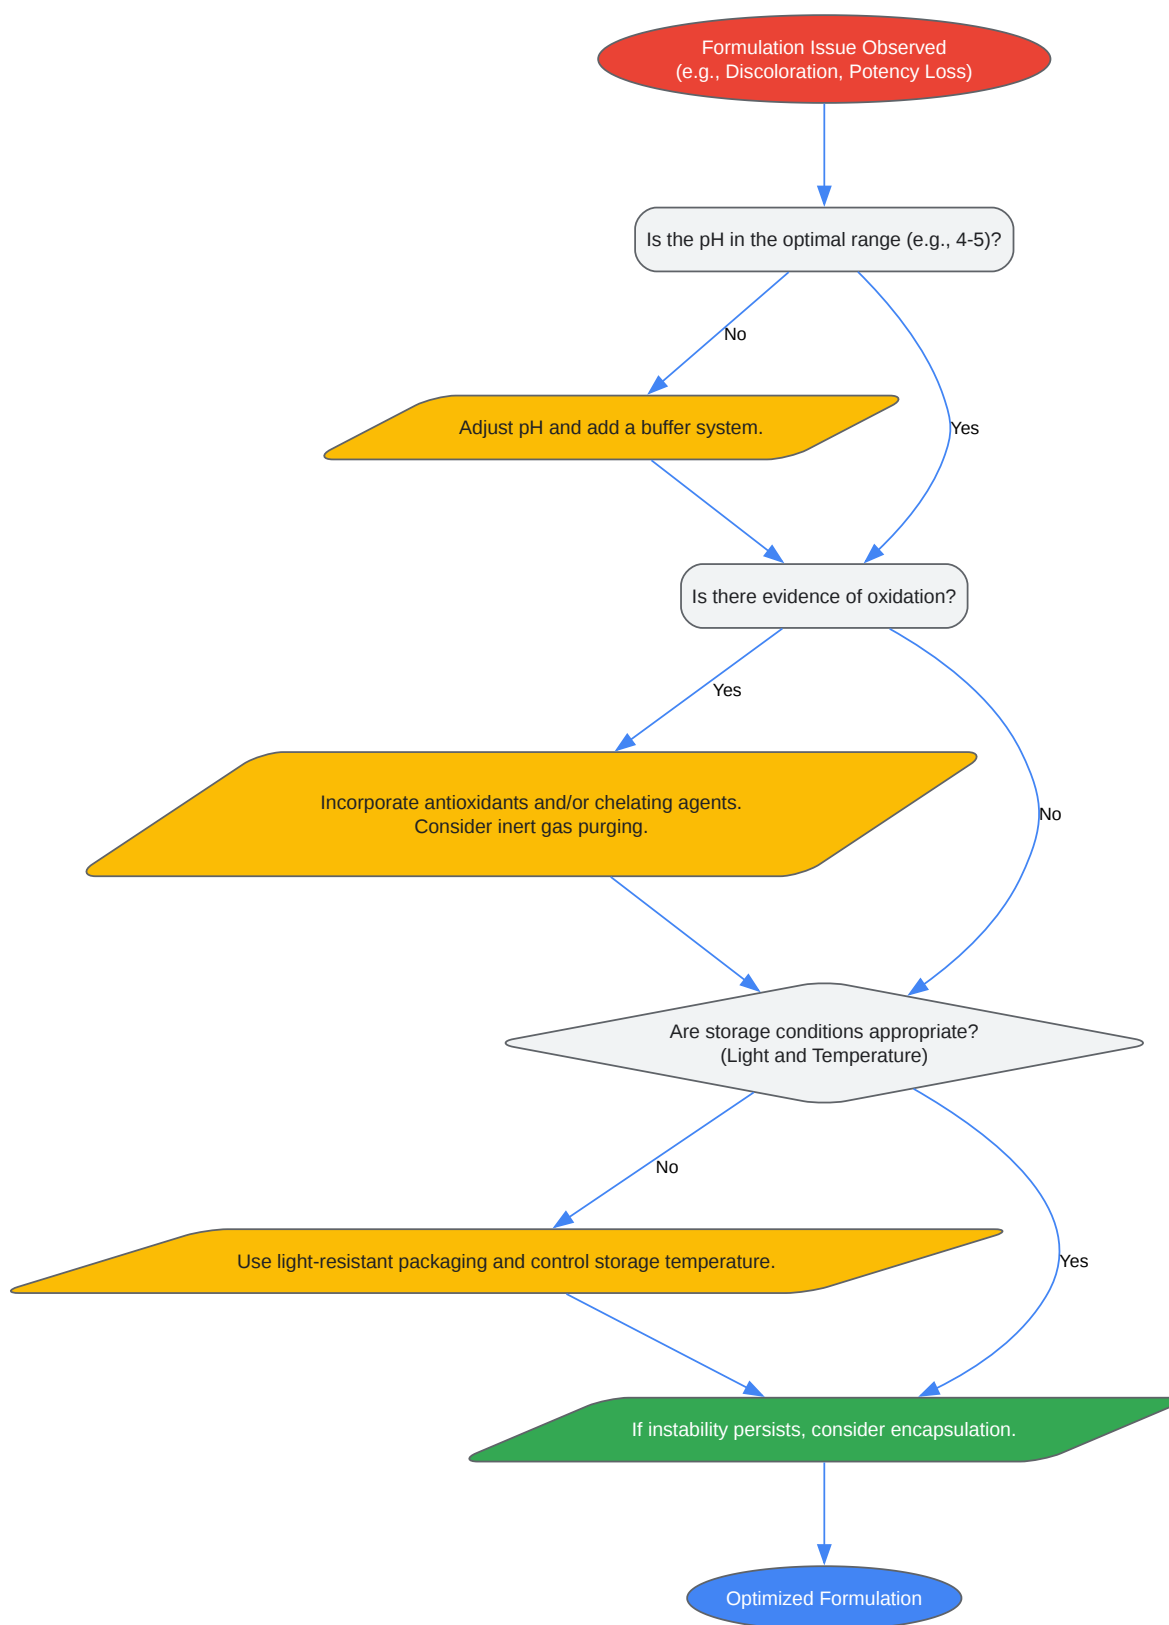 Formulation Issue Observed
(e.g., Discoloration, Potency Loss)
Is the pH in the optimal range (e.g., 4-5)?
No
Adjust pH and add a buffer system.
Yes
Is there evidence of oxidation?
Yes
Incorporate antioxidants and/or chelating agents.
Consider inert gas purging.
No
Are storage conditions appropriate?
(Light and Temperature)
No
Use light-resistant packaging and control storage temperature.
Yes
If instability persists, consider encapsulation.
Optimized Formulation